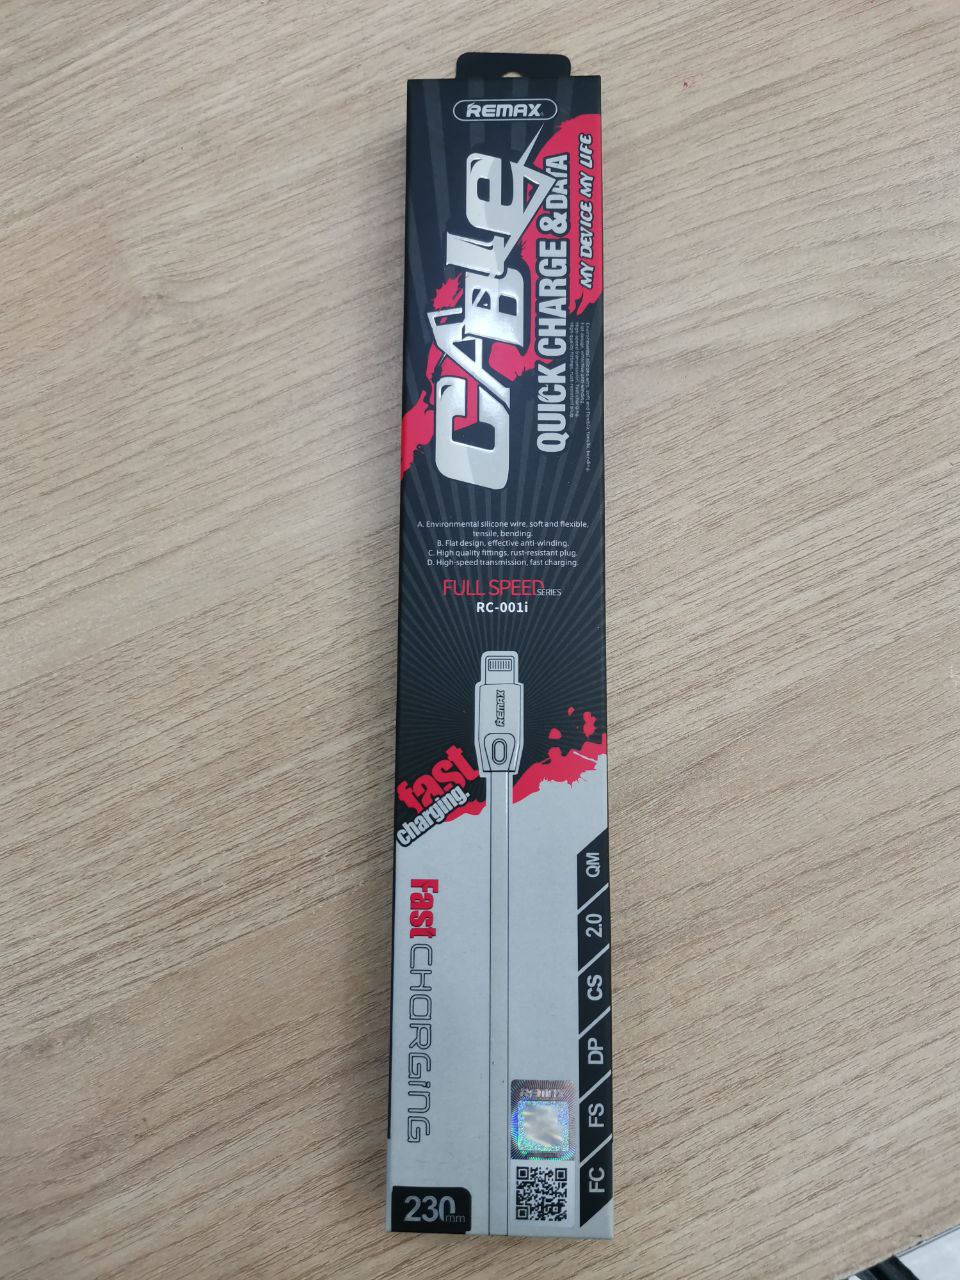 REMAX
CABLE
QUICK CHARGE & DATA
MY DEVICE MY LIFE
A. Environmental silicone wire, soft and flexible,
tensile, bending.
B. Flat design, effective anti-winding.
C. High quality fittings, rust-resistant plug.
D. High-speed transmission, fast charging.
FULL SPEED SERIES
RC-001i
REMAX
fast
charging.
Fast CHARGING
QM
2.0
CS
DP
FS
FC
230mm